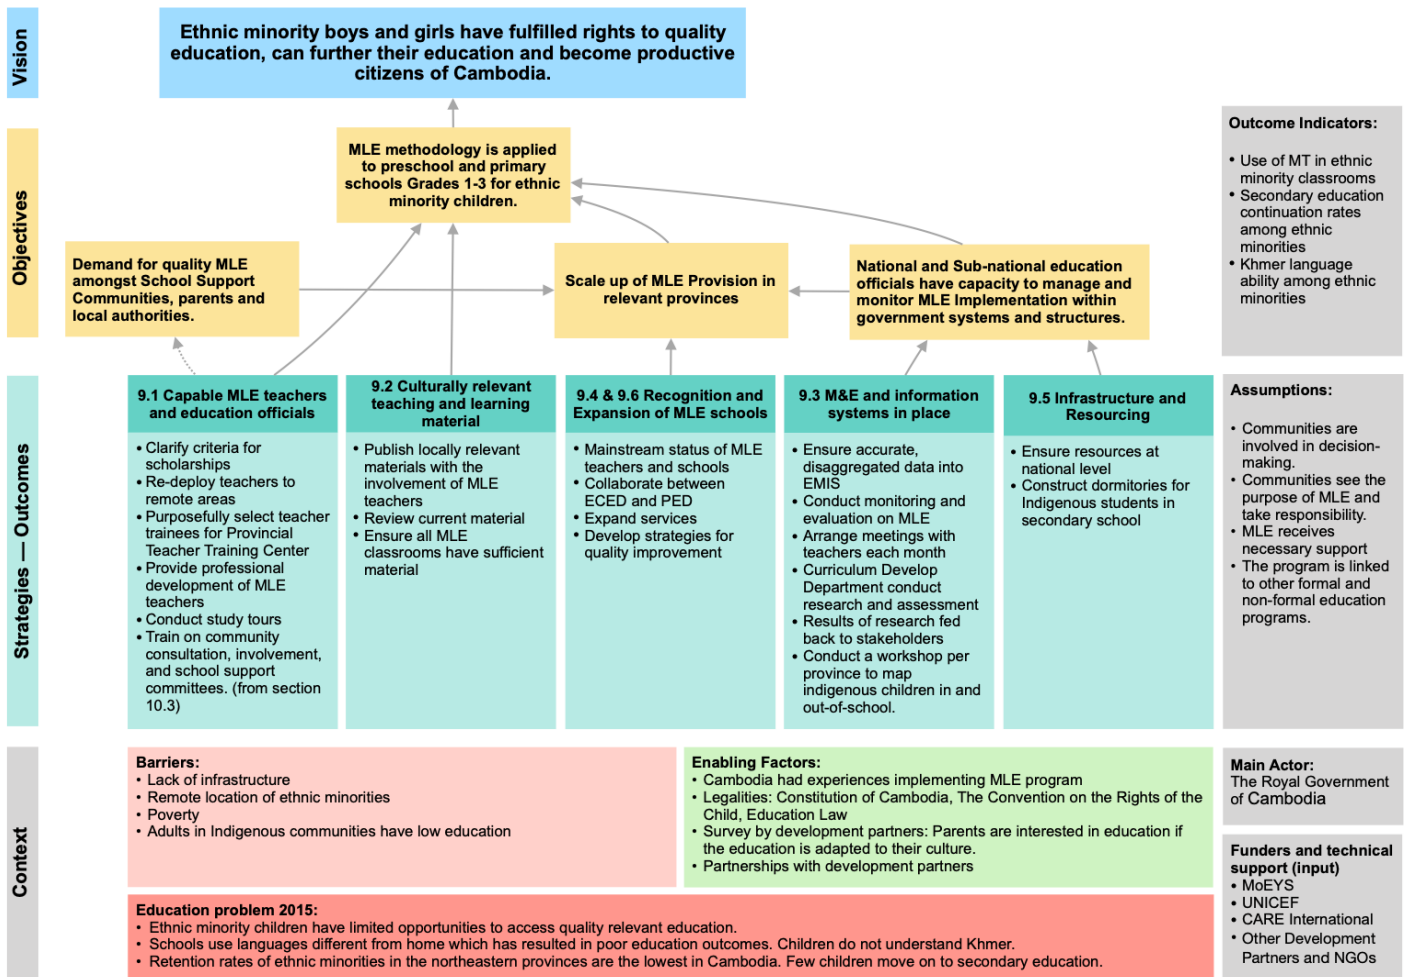 Vision
Ethnic minority boys and girls have fulfilled rights to quality
education, can further their education and become productive
citizens of Cambodia.
Objectives
MLE methodology is applied
to preschool and primary
schools Grades 1-3 for ethnic
minority children.
Demand for quality MLE
amongst School Support
Communities, parents and
local authorities.
Scale up of MLE Provision in
relevant provinces
National and Sub-national education
officials have capacity to manage and
monitor MLE Implementation within
government systems and structures.
Outcome Indicators:
• Use of MT in ethnic
minority classrooms
• Secondary education
continuation rates
among ethnic
minorities
• Khmer language
ability among ethnic
minorities
Strategies — Outcomes
9.1 Capable MLE teachers
and education officials
• Clarify criteria for
scholarships
• Re-deploy teachers to
remote areas
• Purposefully select teacher
trainees for Provincial
Teacher Training Center
• Provide professional
development of MLE
teachers
• Conduct study tours
• Train on community
consultation, involvement,
and school support
committees. (from section
10.3)
9.2 Culturally relevant
teaching and learning
material
• Publish locally relevant
materials with the
involvement of MLE
teachers
• Review current material
• Ensure all MLE
classrooms have sufficient
material
9.4 & 9.6 Recognition and
Expansion of MLE schools
• Mainstream status of MLE
teachers and schools
• Collaborate between
ECED and PED
• Expand services
• Develop strategies for
quality improvement
9.3 M&E and information
systems in place
• Ensure accurate,
disaggregated data into
EMIS
• Conduct monitoring and
evaluation on MLE
• Arrange meetings with
teachers each month
• Curriculum Develop
Department conduct
research and assessment
• Results of research fed
back to stakeholders
• Conduct a workshop per
province to map
indigenous children in and
out-of-school.
9.5 Infrastructure and
Resourcing
• Ensure resources at
national level
• Construct dormitories for
Indigenous students in
secondary school
Assumptions:
• Communities are
involved in decision-
making.
• Communities see the
purpose of MLE and
take responsibility.
• MLE receives
necessary support
• The program is linked
to other formal and
non-formal education
programs.
Context
Barriers:
• Lack of infrastructure
• Remote location of ethnic minorities
• Poverty
• Adults in Indigenous communities have low education
Enabling Factors:
• Cambodia had experiences implementing MLE program
• Legalities: Constitution of Cambodia, The Convention on the Rights of the
Child, Education Law
• Survey by development partners: Parents are interested in education if
the education is adapted to their culture.
• Partnerships with development partners
Education problem 2015:
• Ethnic minority children have limited opportunities to access quality relevant education.
• Schools use languages different from home which has resulted in poor education outcomes. Children do not understand Khmer.
• Retention rates of ethnic minorities in the northeastern provinces are the lowest in Cambodia. Few children move on to secondary education.
Main Actor:
The Royal Government
of Cambodia
Funders and technical
support (input)
• MoEYS
• UNICEF
• CARE International
• Other Development
Partners and NGOs